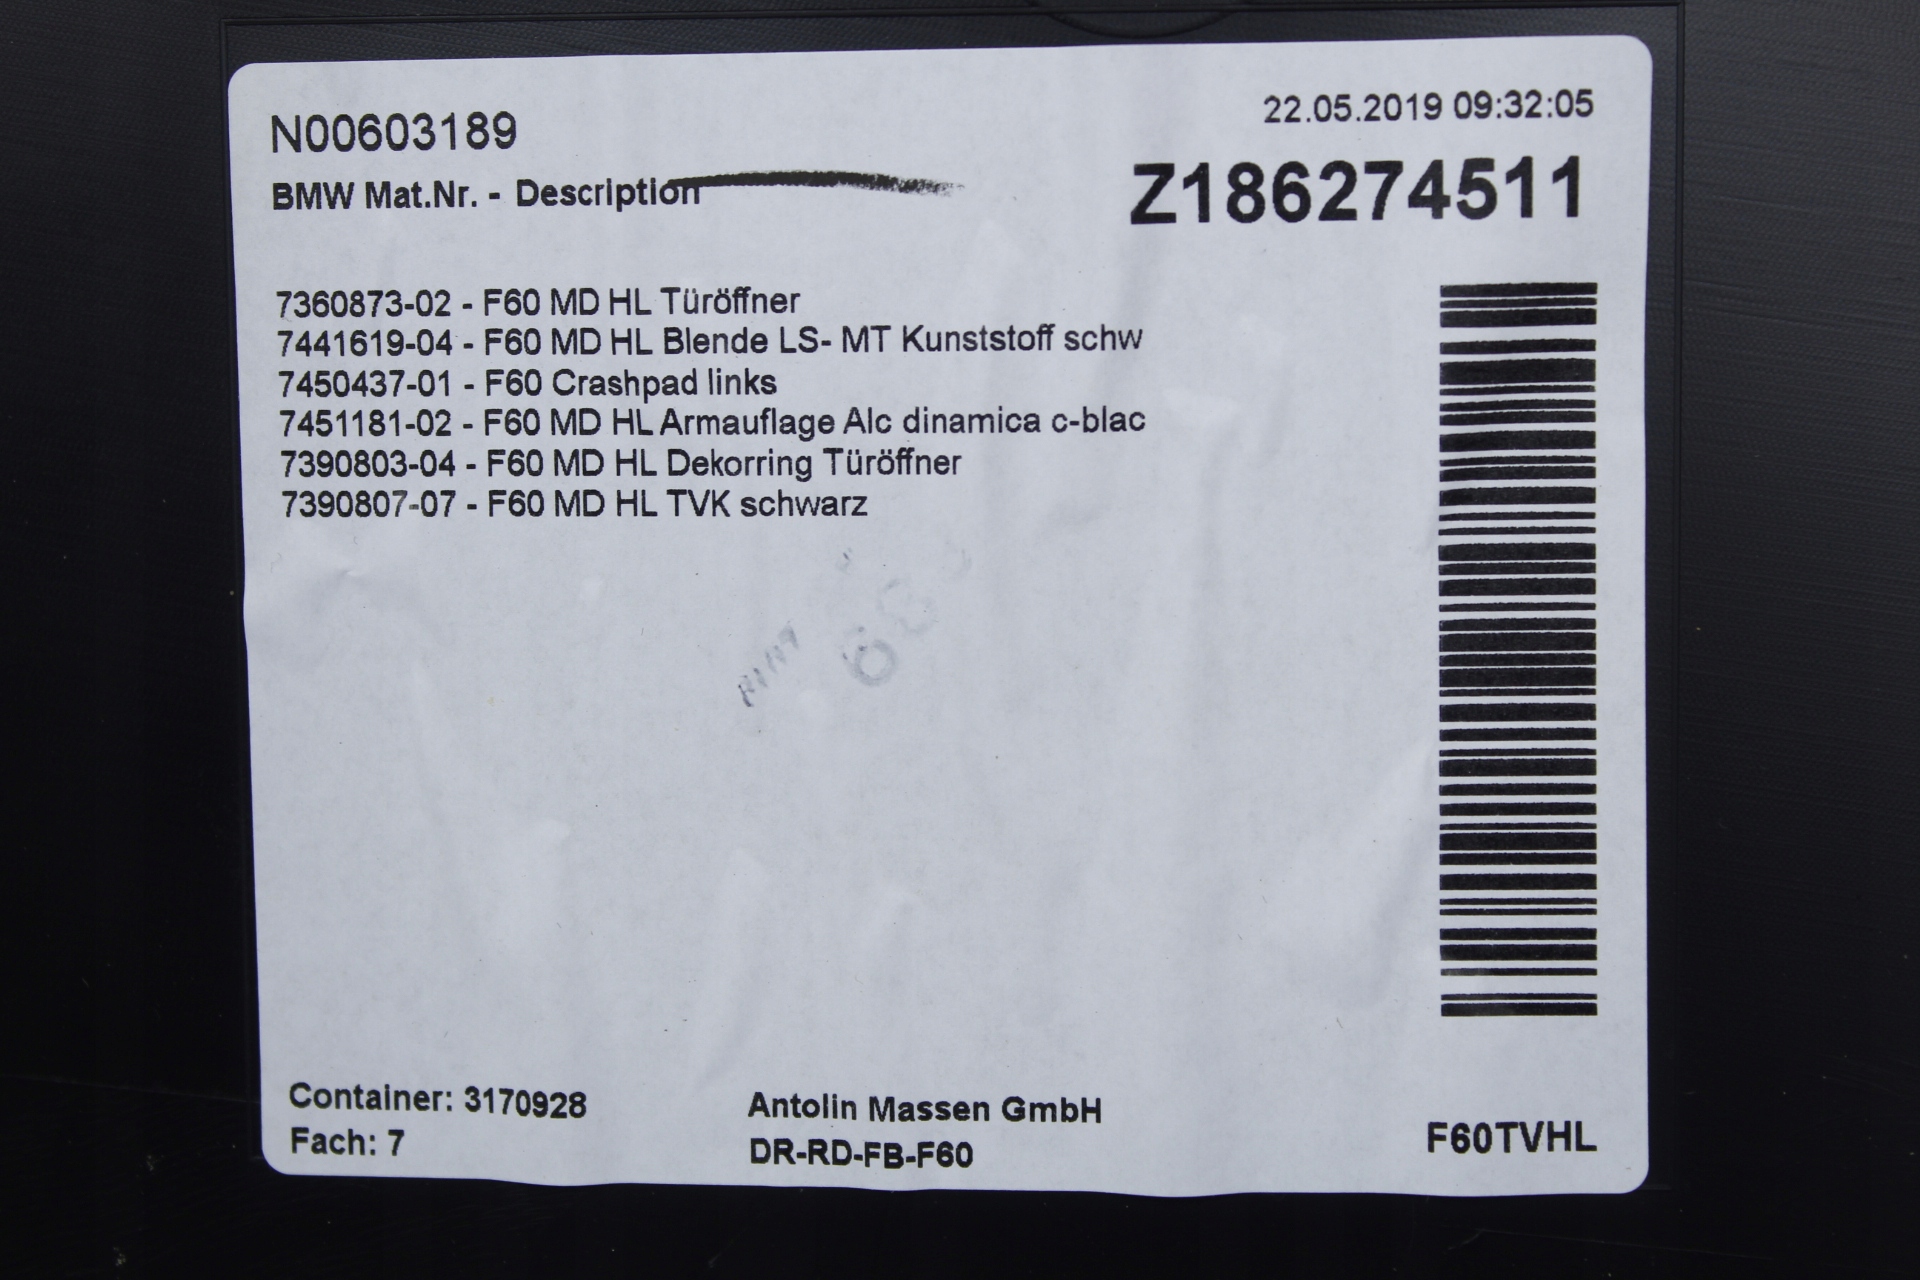 N00603189
22.05.2019 09:32:05
BMW Mat.Nr. - Description
Z186274511
7360873-02 - F60 MD HL Türöffner
7441619-04 - F60 MD HL Blende LS- MT Kunststoff schw
7450437-01 - F60 Crashpad links
7451181-02 - F60 MD HL Armauflage Alc dinamica c-blac
7390803-04 - F60 MD HL Dekorring Türöffner
7390807-07 - F60 MD HL TVK schwarz
Container: 3170928
Fach: 7
Antolin Massen GmbH
DR-RD-FB-F60
F60TVHL